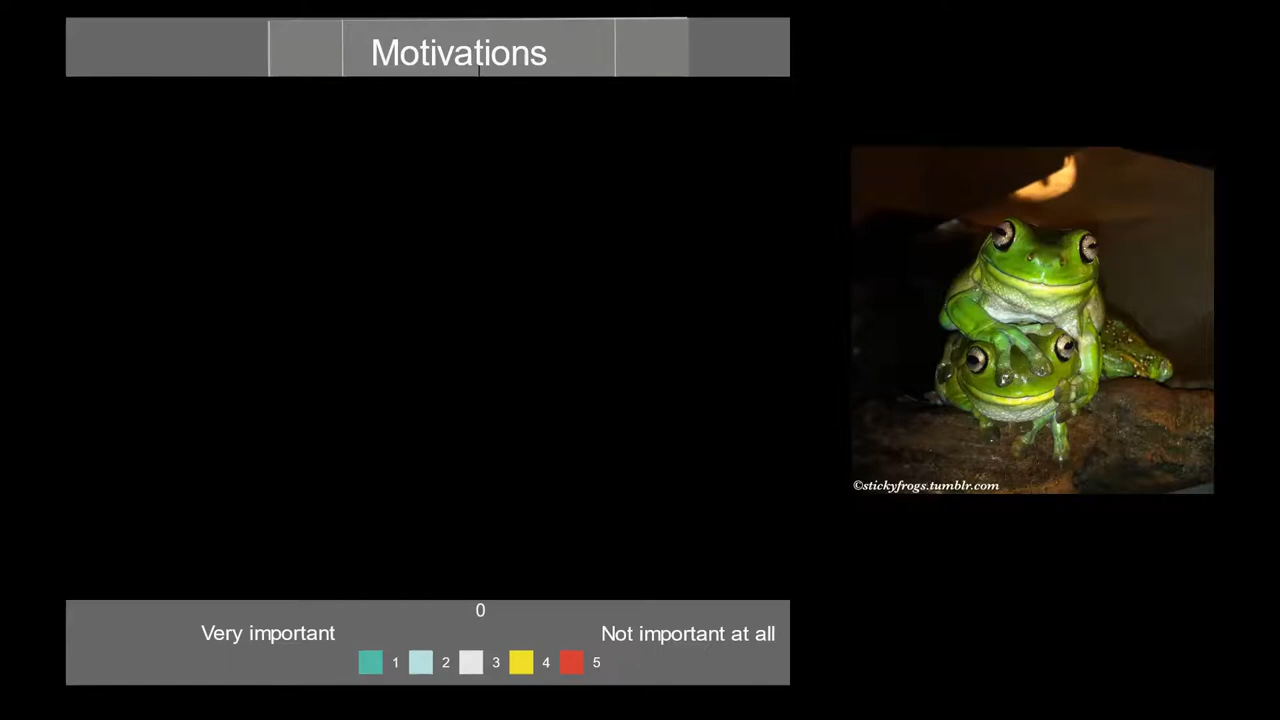 Motivations
©stickyfrogs.tumblr.com
0
Very important
Not important at all
1 2 3 4 5